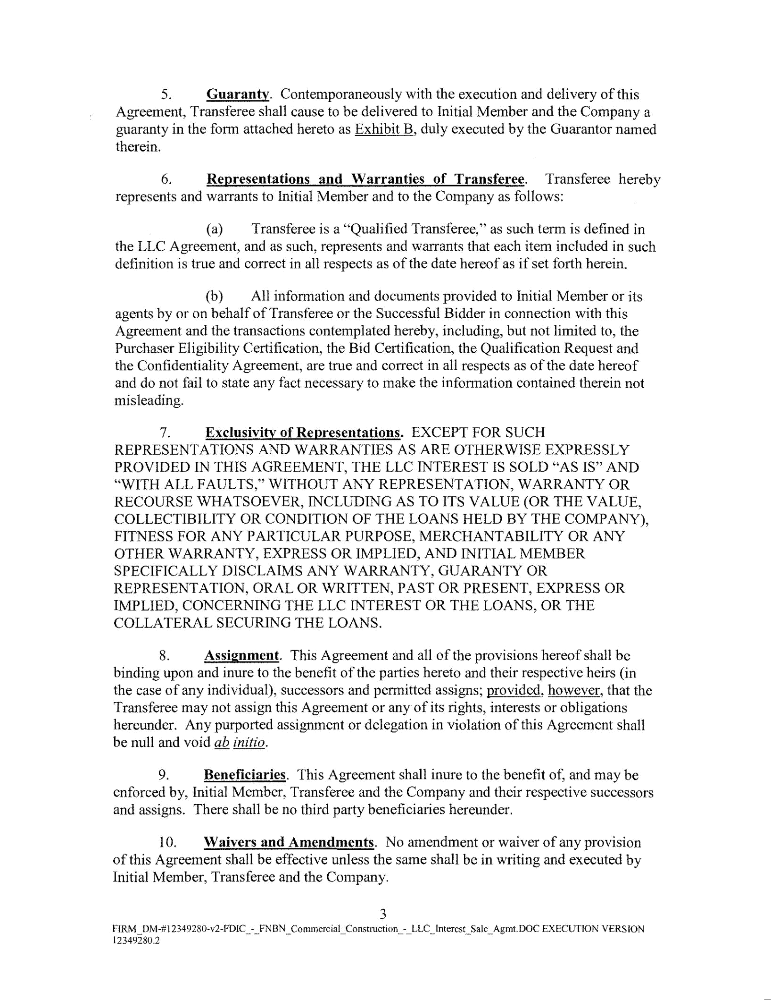 5. Guaranty. Contemporaneously with the execution and delivery of this
Agreement, Transferee shall cause to be delivered to Initial Member and the Company a
guaranty in the form attached hereto as Exhibit B, duly executed by the Guarantor named
therein.
6. Representations and Warranties of Transferee. Transferee hereby
represents and warrants to Initial Member and to the Company as follows:
(a) Transferee is a “Qualified Transferee,” as such term is defined in
the LLC Agreement, and as such, represents and warrants that each item included in such
definition is true and correct in all respects as of the date hereof as if set forth herein.
(b) All information and documents provided to Initial Member or its
agents by or on behalf of Transferee or the Successful Bidder in connection with this
Agreement and the transactions contemplated hereby, including, but not limited to, the
Purchaser Eligibility Certification, the Bid Certification, the Qualification Request and
the Confidentiality Agreement, are true and correct in all respects as of the date hereof
and do not fail to state any fact necessary to make the information contained therein not
misleading.
7. Exclusivity of Representations. EXCEPT FOR SUCH
REPRESENTATIONS AND WARRANTIES AS ARE OTHERWISE EXPRESSLY
PROVIDED IN THIS AGREEMENT, THE LLC INTEREST IS SOLD “AS IS” AND
“WITH ALL FAULTS,” WITHOUT ANY REPRESENTATION, WARRANTY OR
RECOURSE WHATSOEVER, INCLUDING AS TO ITS VALUE (OR THE VALUE,
COLLECTIBILITY OR CONDITION OF THE LOANS HELD BY THE COMPANY),
FITNESS FOR ANY PARTICULAR PURPOSE, MERCHANTABILITY OR ANY
OTHER WARRANTY, EXPRESS OR IMPLIED, AND INITIAL MEMBER
SPECIFICALLY DISCLAIMS ANY WARRANTY, GUARANTY OR
REPRESENTATION, ORAL OR WRITTEN, PAST OR PRESENT, EXPRESS OR
IMPLIED, CONCERNING THE LLC INTEREST OR THE LOANS, OR THE
COLLATERAL SECURING THE LOANS.
8. Assignment. This Agreement and all of the provisions hereof shall be
binding upon and inure to the benefit of the parties hereto and their respective heirs (in
the case of any individual), successors and permitted assigns; provided, however, that the
Transferee may not assign this Agreement or any of its rights, interests or obligations
hereunder. Any purported assignment or delegation in violation of this Agreement shall
be null and void ab initio.
9. Beneficiaries. This Agreement shall inure to the benefit of, and may be
enforced by, Initial Member, Transferee and the Company and their respective successors
and assigns. There shall be no third party beneficiaries hereunder.
10. Waivers and Amendments. No amendment or waiver of any provision
of this Agreement shall be effective unless the same shall be in writing and executed by
Initial Member, Transferee and the Company.
3
FIRM_DM-#12349280-v2-FDIC_-_FNBN_Commercial_Construction_-_LLC_Interest_Sale_Agmt.DOC EXECUTION VERSION
12349280.2